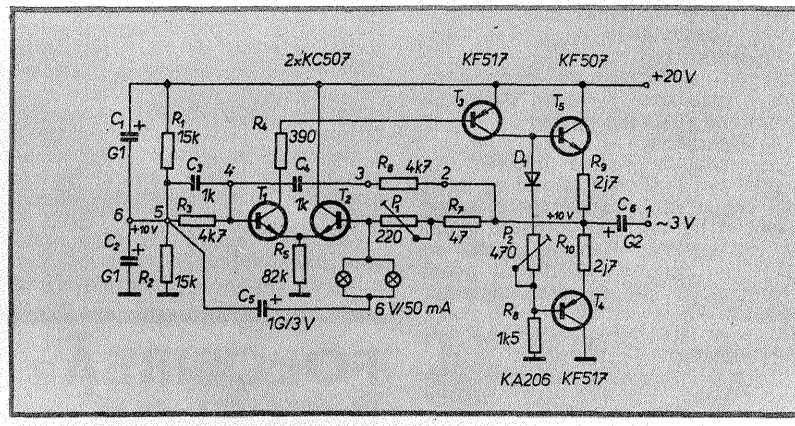 2xKC507 KF517 KF507
+20V
C1 + G1
R1 15k
R4 390
T3
T5
C3 1k
4
C4 1k
3 R6 4k7 2
D1
R9 2j7
6 +10V 5
R3 4k7
T1
T2
P1 220
R7 47
+10V
C6 + G2
1 ~3V
C2 + G1
R2 15k
R5 82k
P2 470
R10 2j7
C5 + 1G/3V
6V/50mA
R8 1k5
T4
KA206 KF517